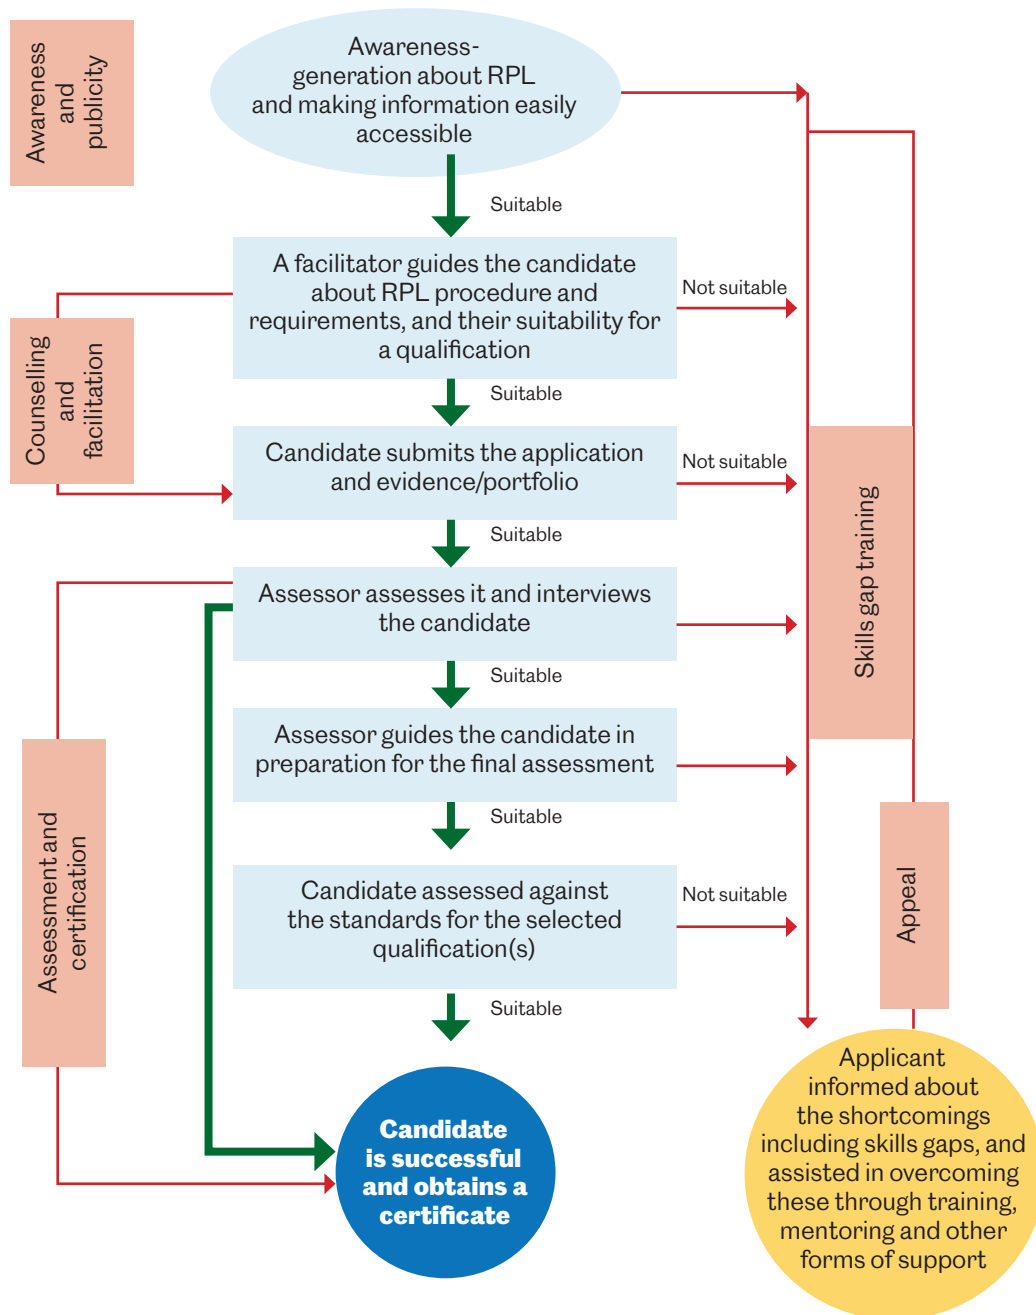 Awareness
and
publicity
Awareness-
generation about RPL
and making information easily
accessible
Suitable
A facilitator guides the candidate
about RPL procedure and
requirements, and their suitability for
a qualification
Not suitable
Counselling
and
facilitation
Suitable
Candidate submits the application
and evidence/portfolio
Not suitable
Suitable
Assessor assesses it and interviews
the candidate
Skills gap training
Suitable
Assessor guides the candidate in
preparation for the final assessment
Assessment and
certification
Suitable
Candidate assessed against
the standards for the selected
qualification(s)
Not suitable
Appeal
Suitable
Candidate
is successful
and obtains a
certificate
Applicant
informed about
the shortcomings
including skills gaps, and
assisted in overcoming
these through training,
mentoring and other
forms of support